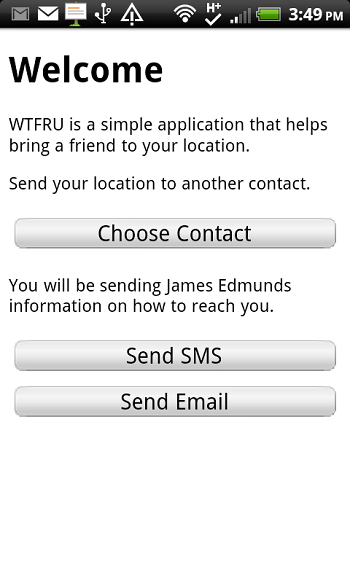 H+
3:49 PM
Welcome
WTFRU is a simple application that helps
bring a friend to your location.
Send your location to another contact.
Choose Contact
You will be sending James Edmunds
information on how to reach you.
Send SMS
Send Email